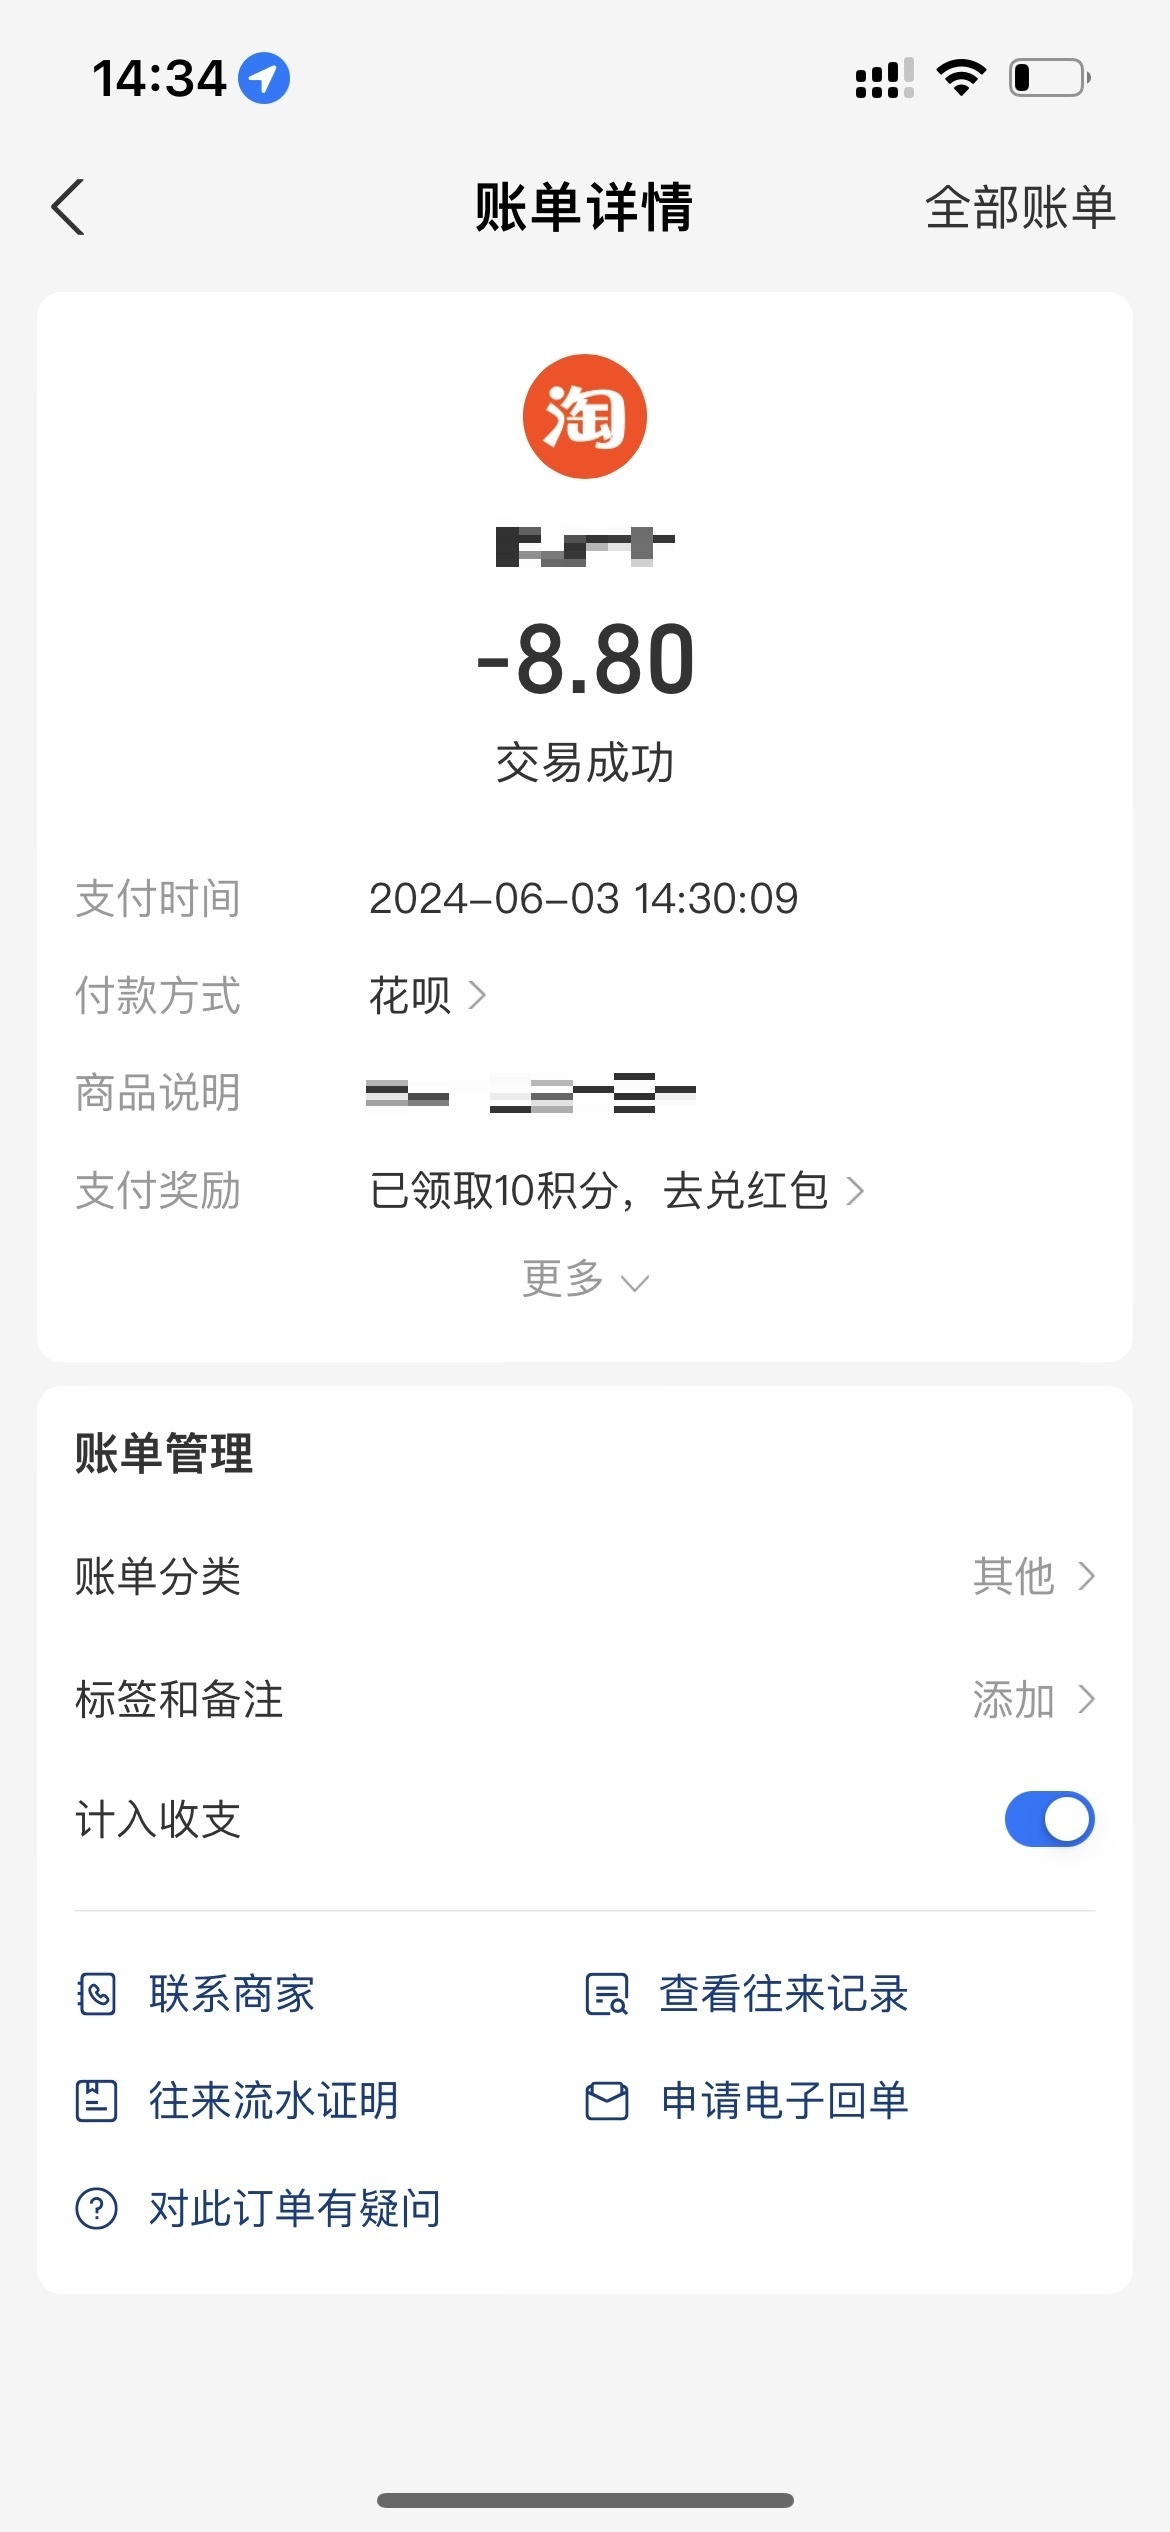 14:34
账单详情
全部账单
淘
-8.80
交易成功
支付时间 2024-06-03 14:30:09
付款方式 花呗
商品说明
支付奖励 已领取10积分，去兑红包
更多
账单管理
账单分类 其他
标签和备注 添加
计入收支
联系商家 查看往来记录
往来流水证明 申请电子回单
对此订单有疑问